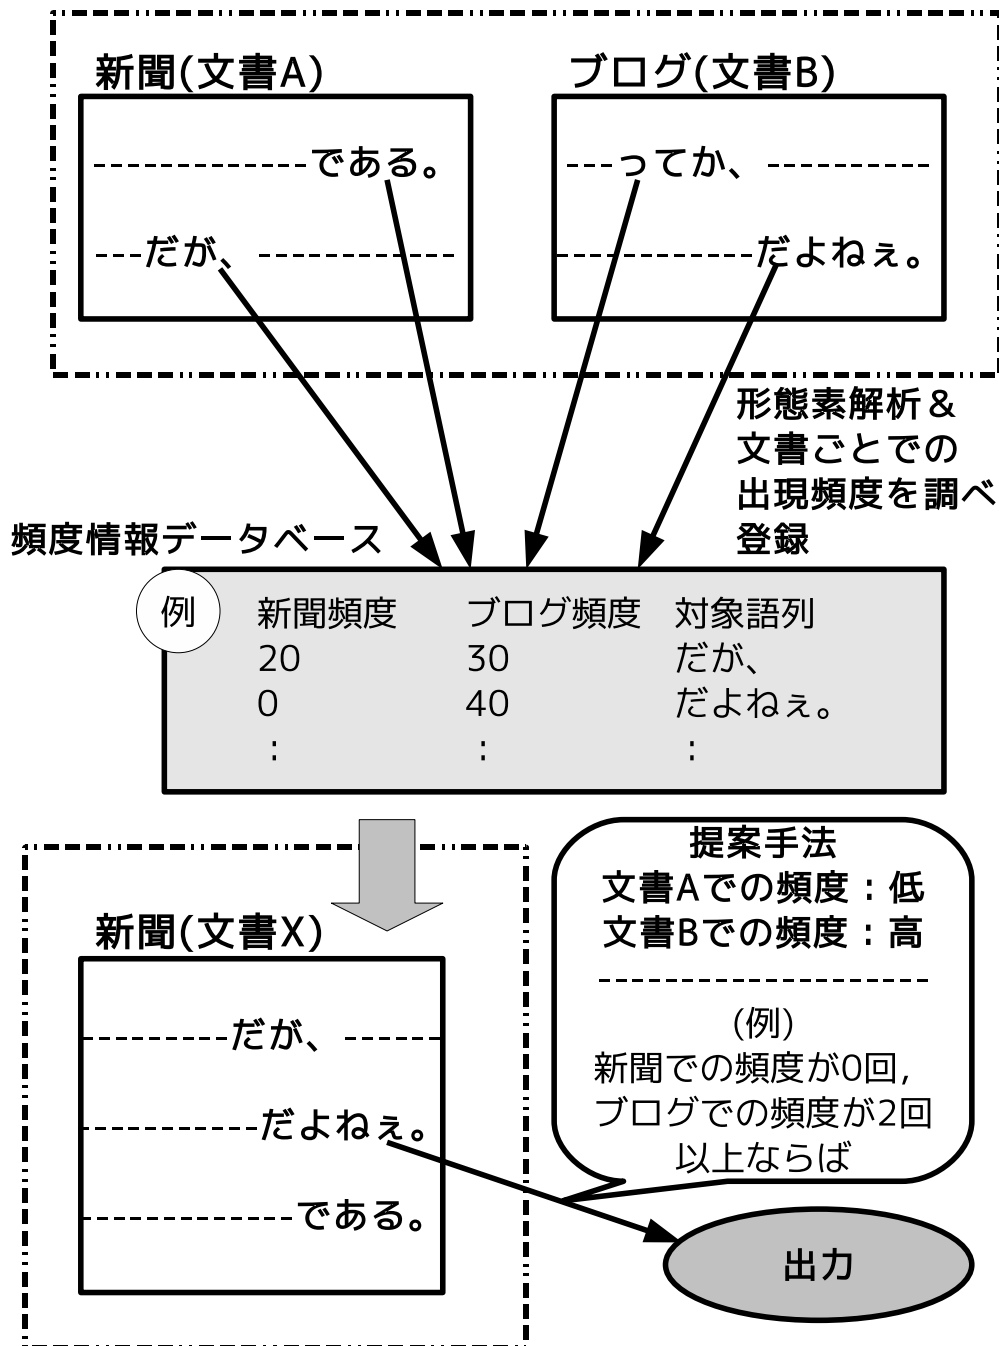 新聞(文書A)
ブログ(文書B)
である。
だが、
ってか、
だよねぇ。
形態素解析＆
文書ごとでの
出現頻度を調べ
登録
頻度情報データベース
例
新聞頻度 ブログ頻度 対象語列
20 30 だが、
0 40 だよねぇ。
: : :
新聞(文書X)
だが、
だよねぇ。
である。
提案手法
文書Aでの頻度：低
文書Bでの頻度：高
(例)
新聞での頻度が0回,
ブログでの頻度が2回
以上ならば
出力